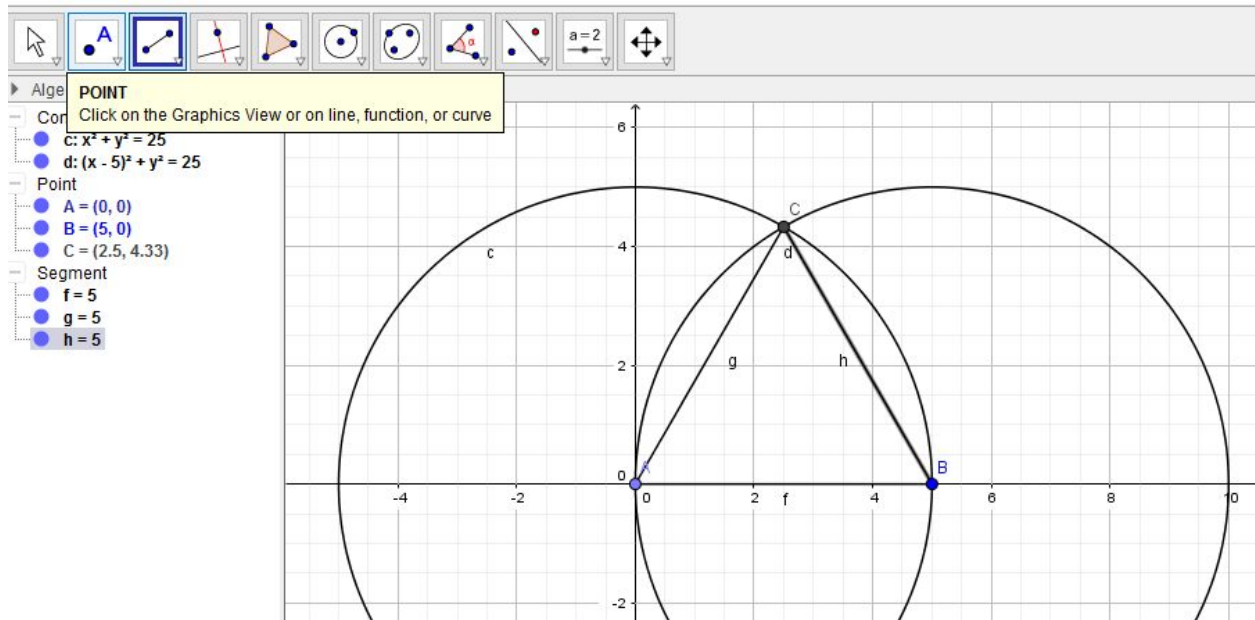 A
α
a = 2
Alge
POINT
Click on the Graphics View or on line, function, or curve
Con
c: x² + y² = 25
d: (x - 5)² + y² = 25
Point
A = (0, 0)
B = (5, 0)
C = (2.5, 4.33)
Segment
f = 5
g = 5
h = 5
6
C
c
4
d
2
g
h
A
B
0
-4
-2
0
2
f
4
6
8
10
-2